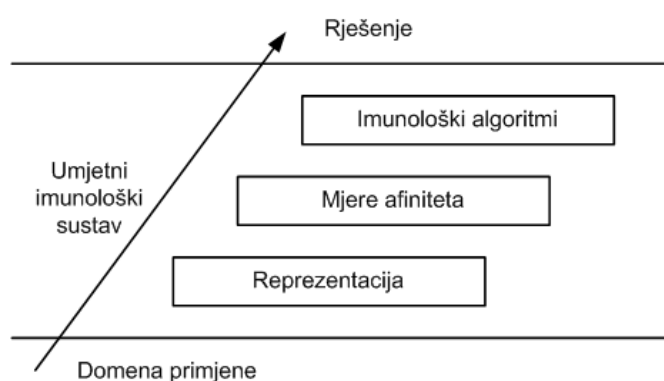 Rješenje
Imunološki algoritmi
Umjetni
imunološki
sustav
Mjere afiniteta
Reprezentacija
Domena primjene